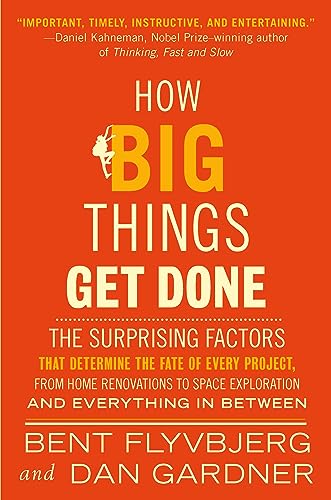 “IMPORTANT, TIMELY, INSTRUCTIVE, AND ENTERTAINING.”
—Daniel Kahneman, Nobel Prize–winning author
of Thinking, Fast and Slow
HOW
BIG
THINGS
GET DONE
THE SURPRISING FACTORS
THAT DETERMINE THE FATE OF EVERY PROJECT,
FROM HOME RENOVATIONS TO SPACE EXPLORATION
AND EVERYTHING IN BETWEEN
BENT FLYVBJERG
and DAN GARDNER